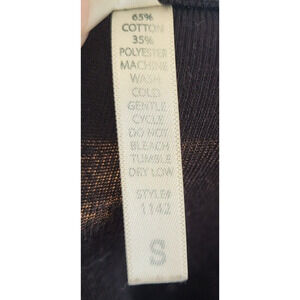 65%
COTTON
35%
POLYESTER
MACHINE
WASH
COLD
GENTLE
CYCLE
DO NOT
BLEACH
TUMBLE
DRY LOW
STYLE#
1142
S